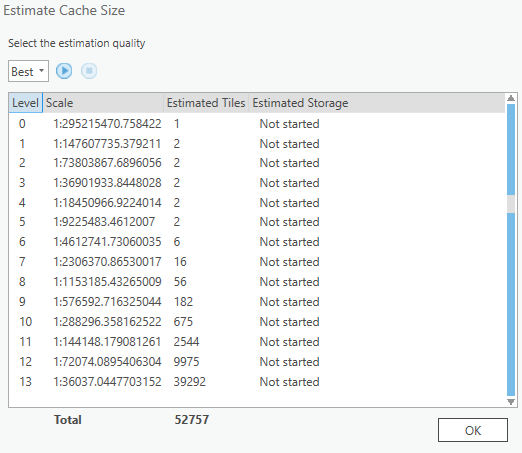 Estimate Cache Size
Select the estimation quality
Best
Level Scale Estimated Tiles Estimated Storage
0 1:295215470.758422 1 Not started
1 1:147607735.379211 2 Not started
2 1:73803867.6896056 2 Not started
3 1:36901933.8448028 2 Not started
4 1:18450966.9224014 2 Not started
5 1:9225483.4612007 2 Not started
6 1:4612741.73060035 6 Not started
7 1:2306370.86530017 16 Not started
8 1:1153185.43265009 56 Not started
9 1:576592.716325044 182 Not started
10 1:288296.358162522 675 Not started
11 1:144148.179081261 2544 Not started
12 1:72074.0895406304 9975 Not started
13 1:36037.0447703152 39292 Not started
Total 52757
OK